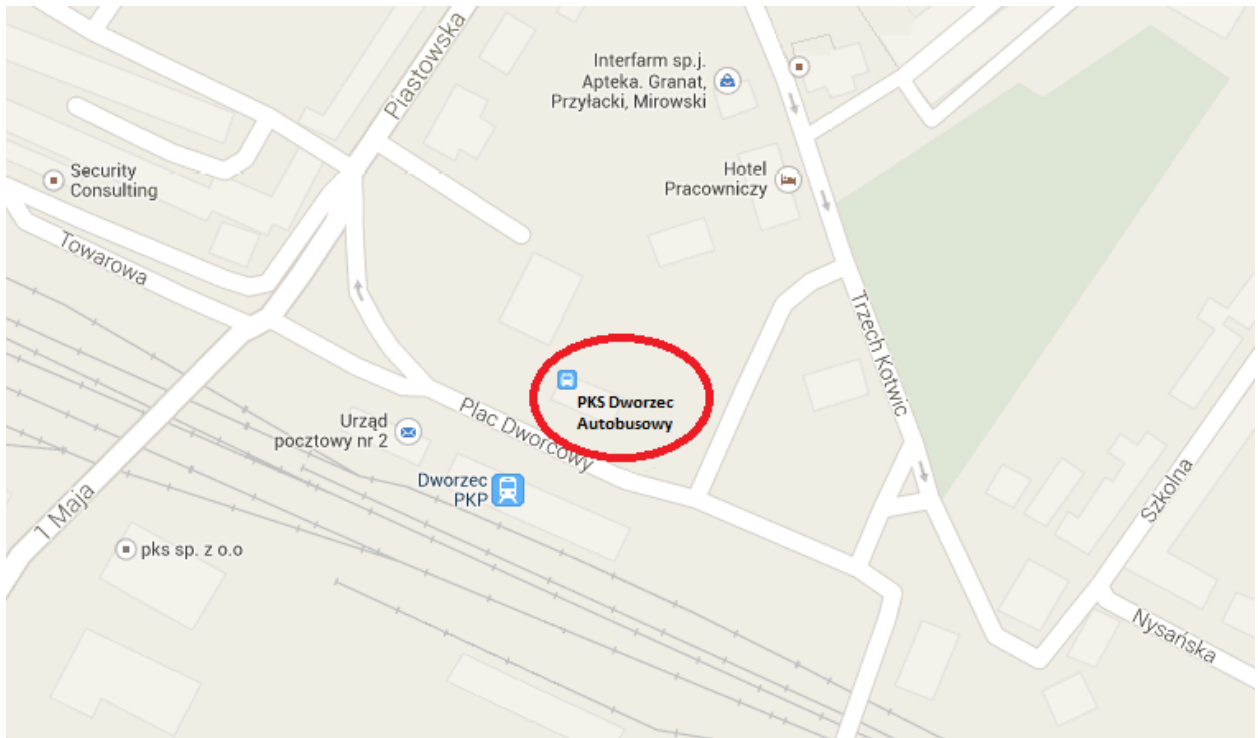 Piastowska
Interfarm sp.j.
Apteka. Granat,
Przyłacki, Mirowski
Security
Consulting
Hotel
Pracowniczy
Towarowa
Trzech Kotwic
PKS Dworzec
Autobusowy
Plac Dworcowy
Urząd
pocztowy nr 2
Dworzec
PKP
1 Maja
pks sp. z o.o
Szkolna
Nysańska